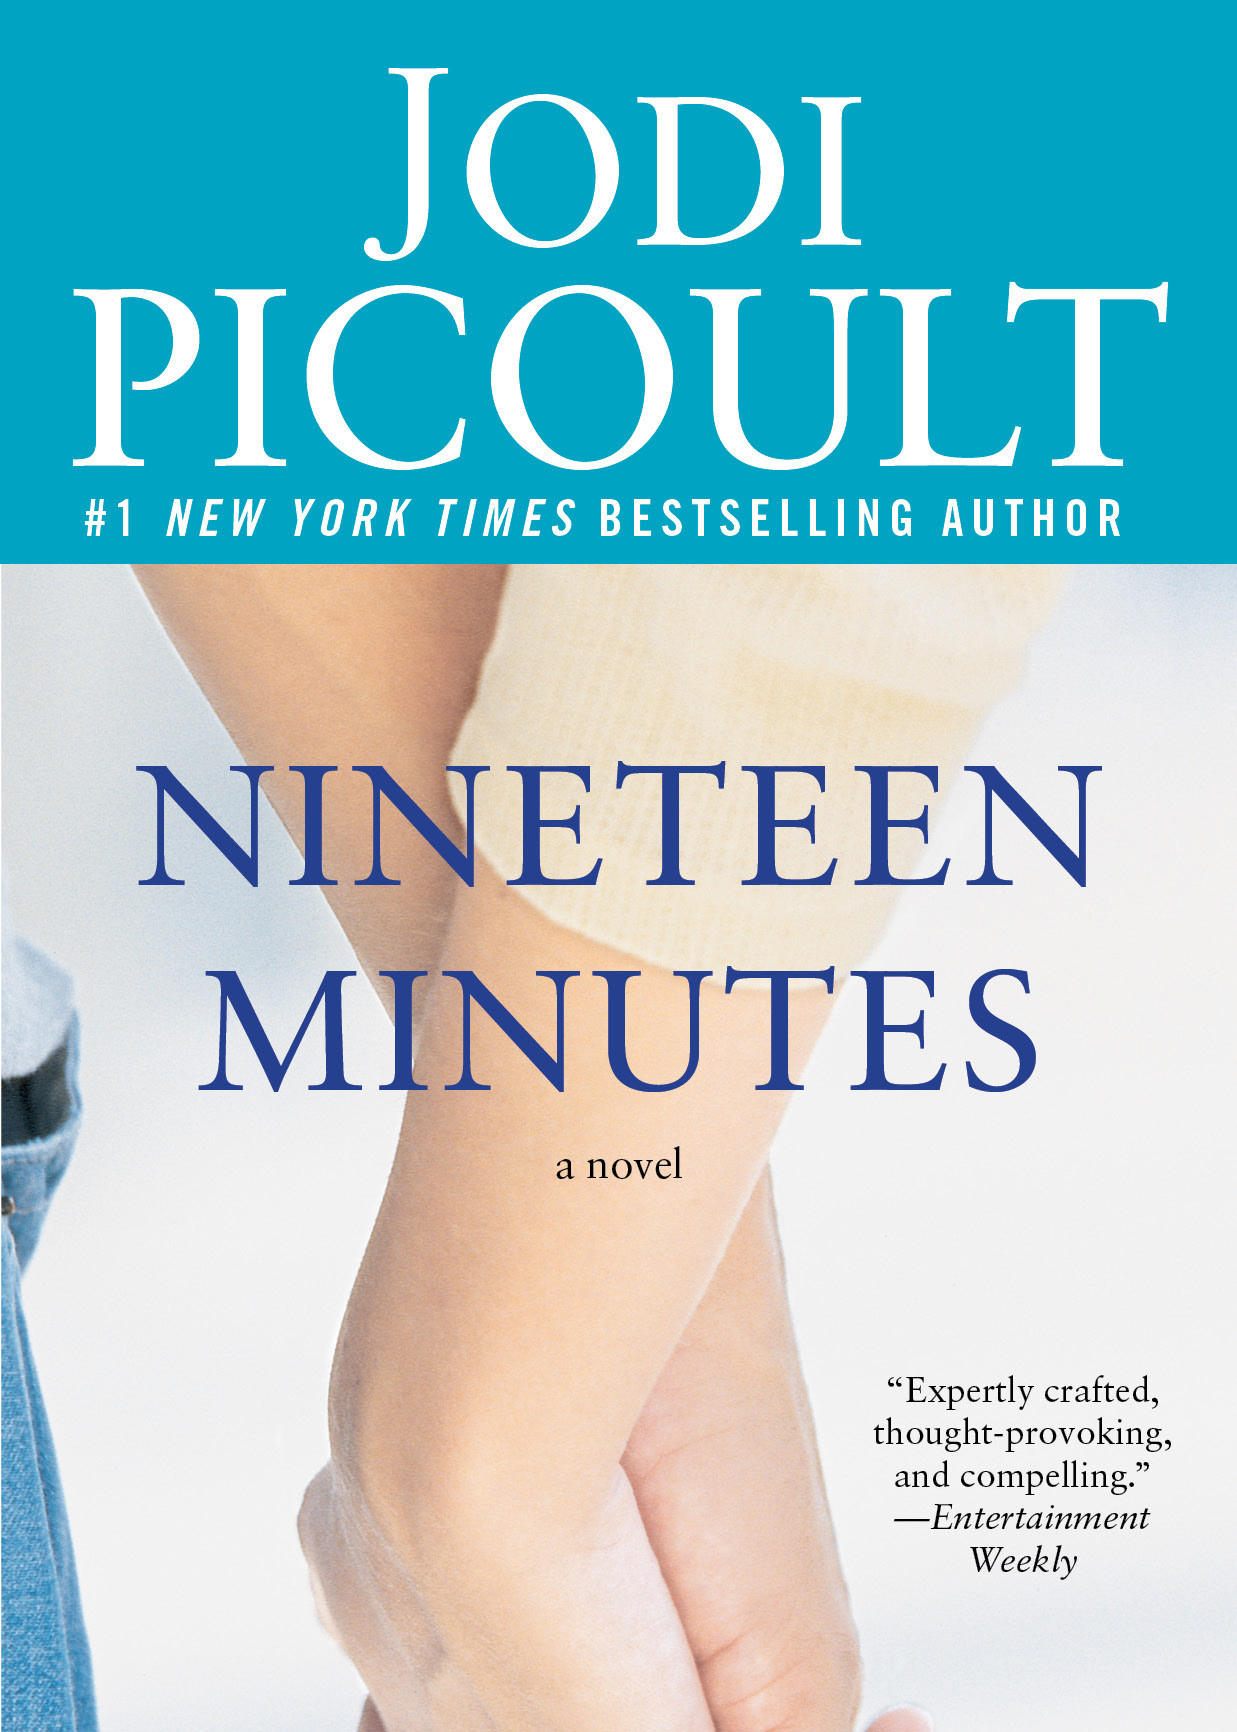 JODI
PICOULT
#1 NEW YORK TIMES BESTSELLING AUTHOR
NINETEEN
MINUTES
a novel
“Expertly crafted,
thought-provoking,
and compelling.”
—Entertainment
Weekly